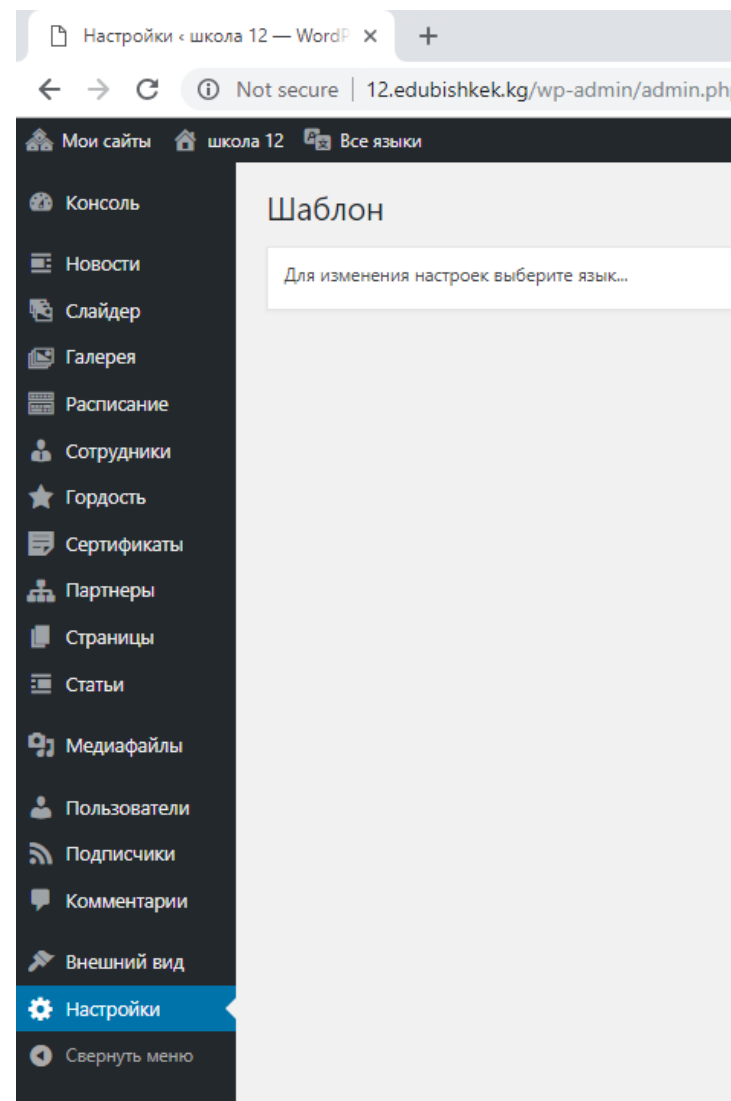 Настройки ‹ школа 12 — WordP
Not secure | 12.edubishkek.kg/wp-admin/admin.ph
Мои сайты школа 12 Все языки
Консоль
Шаблон
Новости
Для изменения настроек выберите язык...
Слайдер
Галерея
Расписание
Сотрудники
Гордость
Сертификаты
Партнеры
Страницы
Статьи
Медиафайлы
Пользователи
Подписчики
Комментарии
Внешний вид
Настройки
Свернуть меню